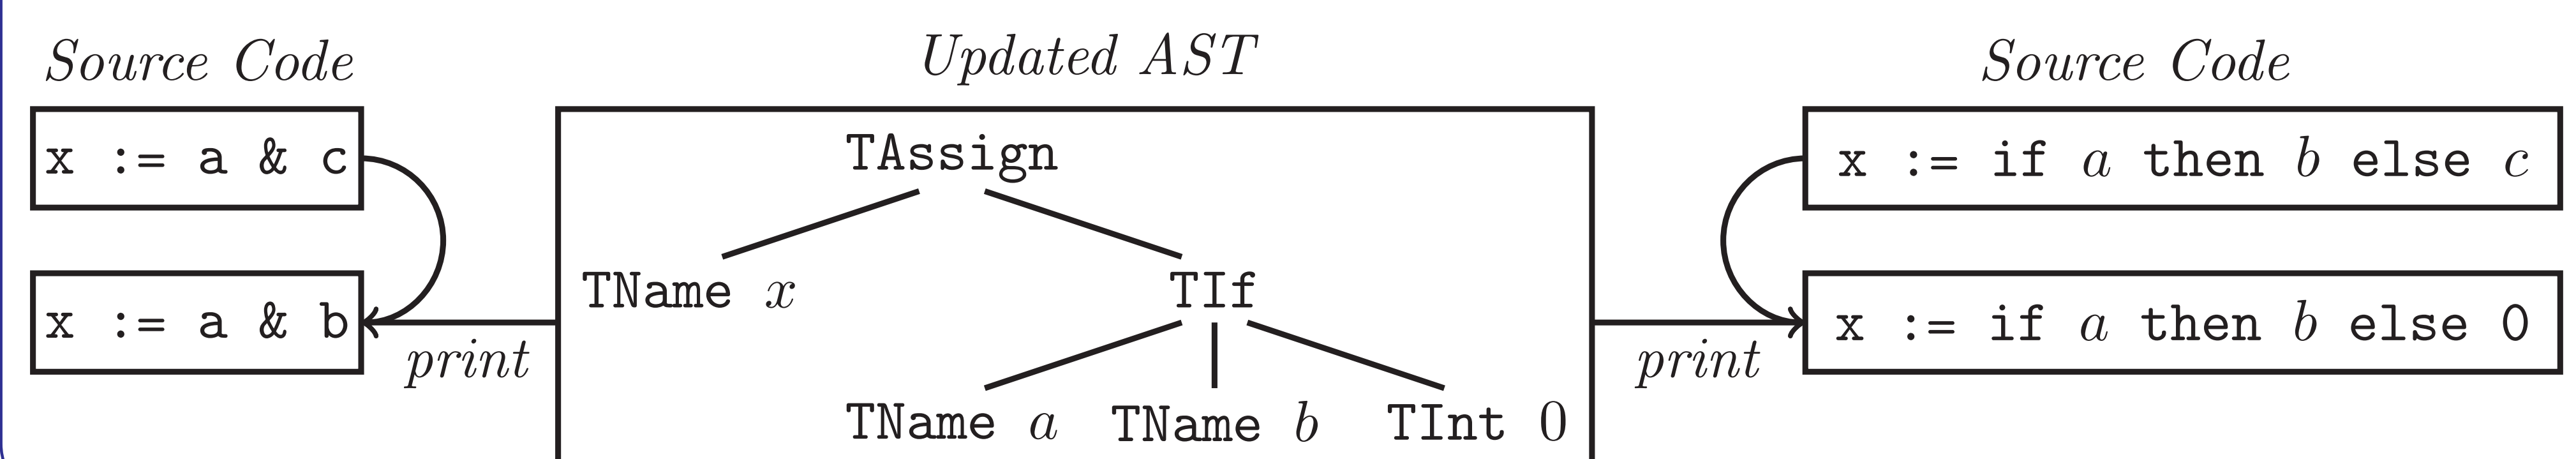 Source Code
x := a & c
x := a & b
print
Updated AST
TAssign
TName x
TIf
TName a
TName b
TInt 0
print
Source Code
x := if a then b else c
x := if a then b else 0